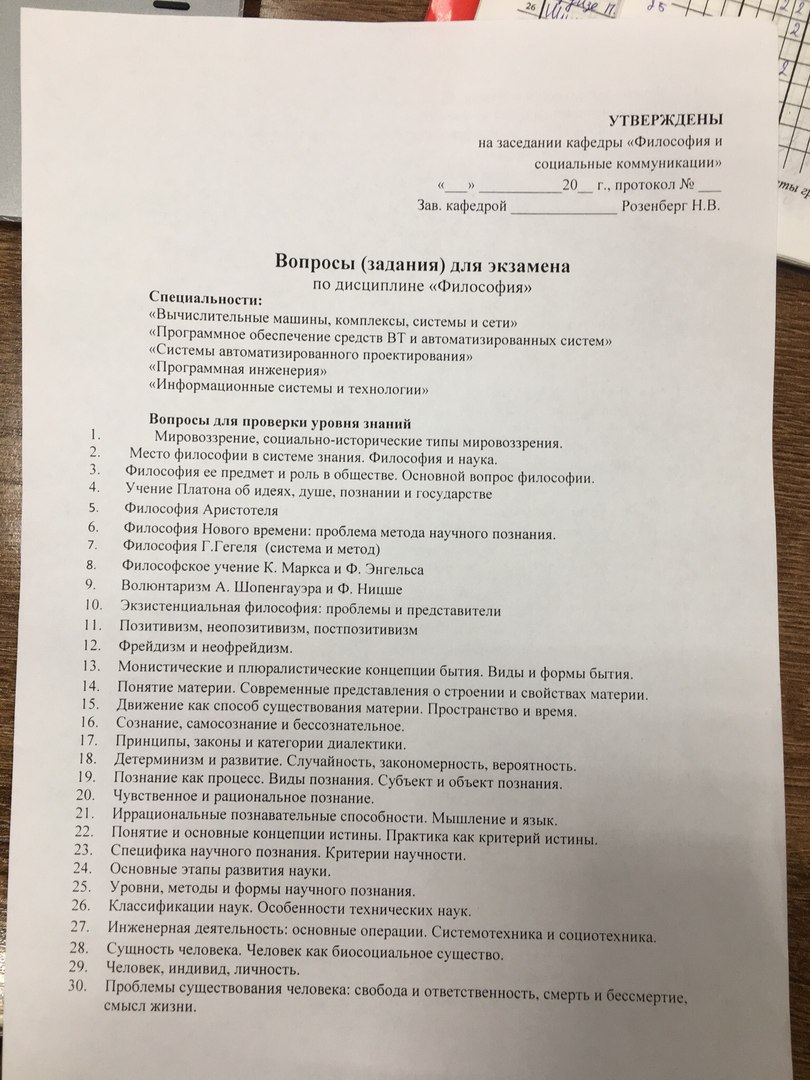 26
25
2 2
2
2
УТВЕРЖДЕНЫ
на заседании кафедры «Философия и
социальные коммуникации»
«___» ___________20__ г., протокол № ___
Зав. кафедрой ______________ Розенберг Н.В.
Вопросы (задания) для экзамена
по дисциплине «Философия»
Специальности:
«Вычислительные машины, комплексы, системы и сети»
«Программное обеспечение средств ВТ и автоматизированных систем»
«Системы автоматизированного проектирования»
«Программная инженерия»
«Информационные системы и технологии»
Вопросы для проверки уровня знаний
1. Мировоззрение, социально-исторические типы мировоззрения.
2. Место философии в системе знания. Философия и наука.
3. Философия ее предмет и роль в обществе. Основной вопрос философии.
4. Учение Платона об идеях, душе, познании и государстве
5. Философия Аристотеля
6. Философия Нового времени: проблема метода научного познания.
7. Философия Г.Гегеля (система и метод)
8. Философское учение К. Маркса и Ф. Энгельса
9. Волюнтаризм А. Шопенгауэра и Ф. Ницше
10. Экзистенциальная философия: проблемы и представители
11. Позитивизм, неопозитивизм, постпозитивизм
12. Фрейдизм и неофрейдизм.
13. Монистические и плюралистические концепции бытия. Виды и формы бытия.
14. Понятие материи. Современные представления о строении и свойствах материи.
15. Движение как способ существования материи. Пространство и время.
16. Сознание, самосознание и бессознательное.
17. Принципы, законы и категории диалектики.
18. Детерминизм и развитие. Случайность, закономерность, вероятность.
19. Познание как процесс. Виды познания. Субъект и объект познания.
20. Чувственное и рациональное познание.
21. Иррациональные познавательные способности. Мышление и язык.
22. Понятие и основные концепции истины. Практика как критерий истины.
23. Специфика научного познания. Критерии научности.
24. Основные этапы развития науки.
25. Уровни, методы и формы научного познания.
26. Классификации наук. Особенности технических наук.
27. Инженерная деятельность: основные операции. Системотехника и социотехника.
28. Сущность человека. Человек как биосоциальное существо.
29. Человек, индивид, личность.
30. Проблемы существования человека: свобода и ответственность, смерть и бессмертие,
смысл жизни.